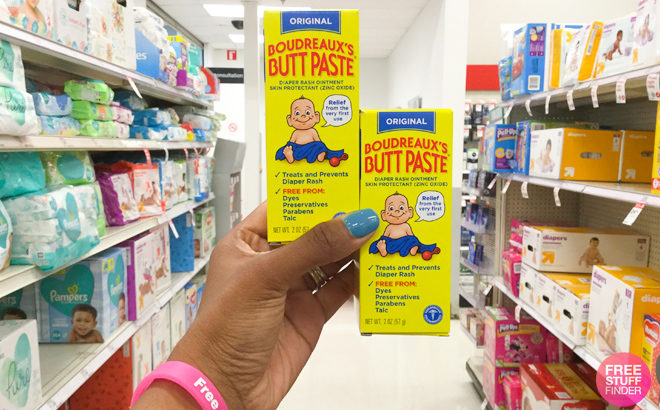 ORIGINAL
BOUDREAUX'S
BUTT PASTE
DIAPER RASH OINTMENT
SKIN PROTECTANT (ZINC OXIDE)
Relief
from the
very first
use
✓ Treats and Prevents
Diaper Rash
✓ FREE FROM:
Dyes
Preservatives
Parabens
Talc
NET WT. 2 OZ (57
ORIGINAL
BOUDREAUX'S
BUTT PASTE
DIAPER RASH OINTMENT
SKIN PROTECTANT (ZINC OXIDE)
Relief
from the
very first
use
✓ Treats and Prevents
Diaper Rash
✓ FREE FROM:
Dyes
Preservatives
Parabens
Talc
NET WT. 2 OZ (57g)
Pampers
pure
diapers
diapers
Free
FREE
STUFF
FINDER